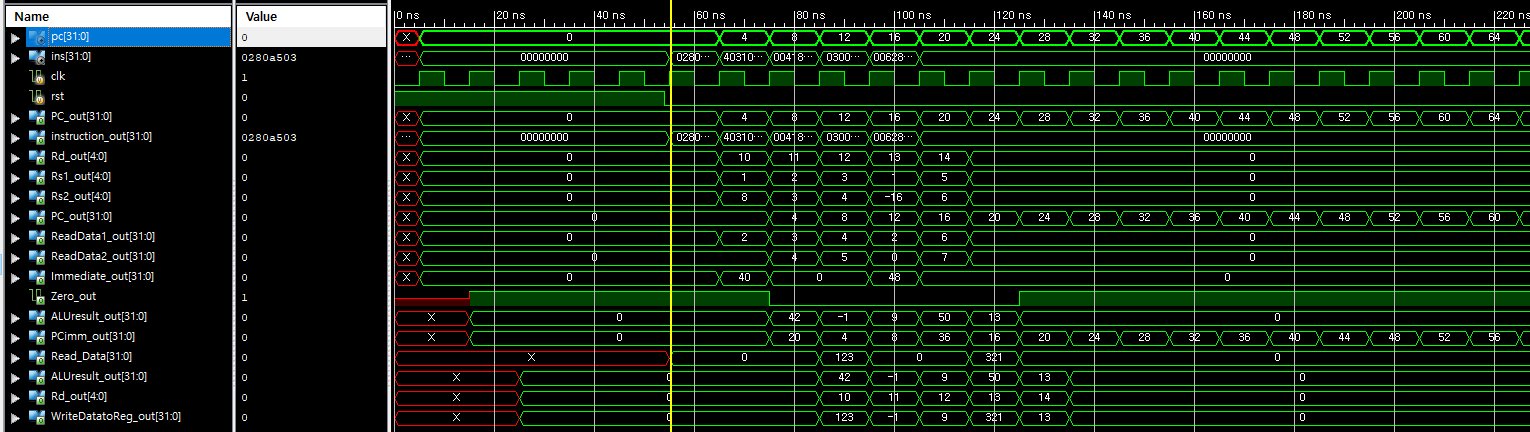 Name Value 0 ns 20 ns 40 ns 60 ns 80 ns 100 ns 120 ns 140 ns 160 ns 180 ns 200 ns 220 ns
pc[31:0] 0 X 0 4 8 12 16 20 24 28 32 36 40 44 48 52 56 60 64
ins[31:0] 0280a503 ... 00000000 0280... 40310... 00418... 0300... 00628... 00000000
clk 1
rst 0
PC_out[31:0] 0 X 0 4 8 12 16 20 24 28 32 36 40 44 48 52 56 60 64
instruction_out[31:0] 0280a503 ... 00000000 0280... 40310... 00418... 0300... 00628... 00000000
Rd_out[4:0] 0 X 0 10 11 12 13 14 0
Rs1_out[4:0] 0 X 0 1 2 3 1 5 0
Rs2_out[4:0] 0 X 0 8 3 4 -16 6 0
PC_out[31:0] 0 X 0 4 8 12 16 20 24 28 32 36 40 44 48 52 56 60
ReadData1_out[31:0] 0 X 0 2 3 4 2 6 0
ReadData2_out[31:0] 0 X 0 4 5 0 7 0
Immediate_out[31:0] 0 X 0 40 0 48 0
Zero_out 1
ALUresult_out[31:0] 0 X 0 42 -1 9 50 13 0
PCimm_out[31:0] 0 X 0 20 4 8 36 16 20 24 28 32 36 40 44 48 52 56
Read_Data[31:0] 0 X 0 123 0 321 0
ALUresult_out[31:0] 0 X 0 42 -1 9 50 13 0
Rd_out[4:0] 0 X 0 10 11 12 13 14 0
WriteDatatoReg_out[31:0] 0 X 0 123 -1 9 321 13 0